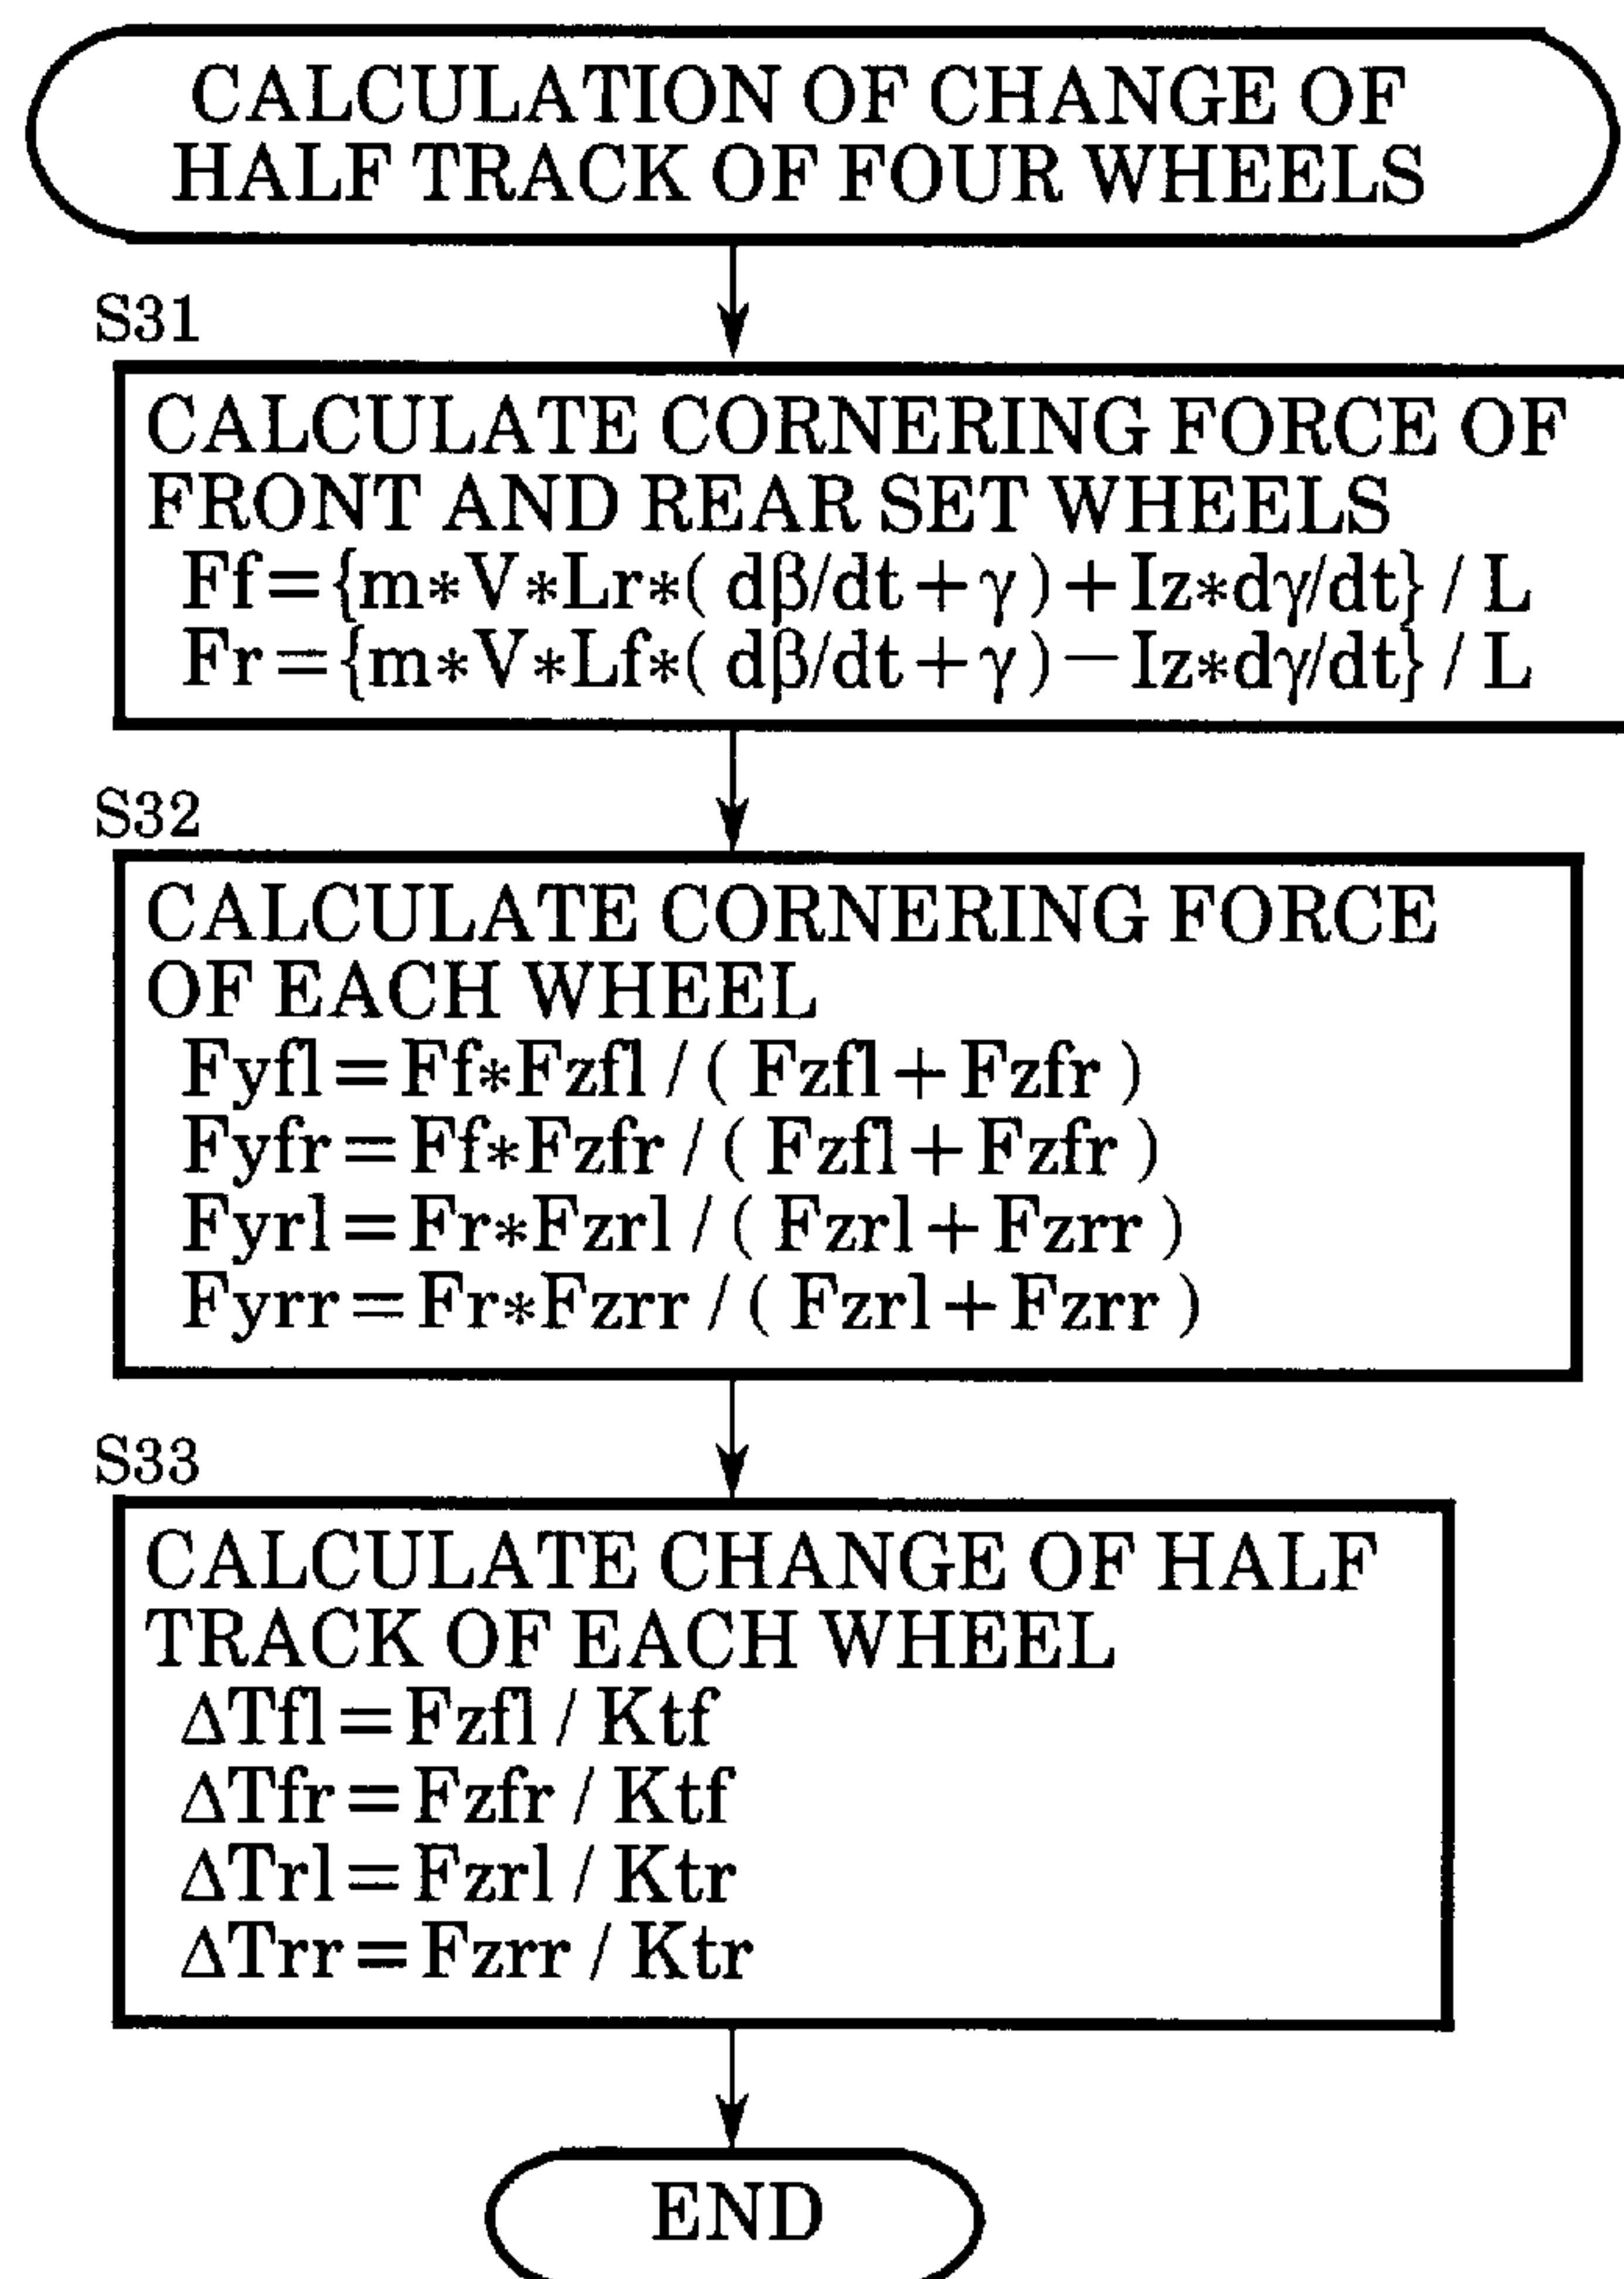 CALCULATION OF CHANGE OF
HALF TRACK OF FOUR WHEELS
S31
CALCULATE CORNERING FORCE OF
FRONT AND REAR SET WHEELS
Ff={m*V*Lr*(dβ/dt+γ)+Iz*dγ/dt}/L
Fr={m*V*Lf*(dβ/dt+γ)−Iz*dγ/dt}/L
S32
CALCULATE CORNERING FORCE
OF EACH WHEEL
Fyfl=Ff*Fzfl/(Fzfl+Fzfr)
Fyfr=Ff*Fzfr/(Fzfl+Fzfr)
Fyrl=Fr*Fzrl/(Fzrl+Fzrr)
Fyrr=Fr*Fzrr/(Fzrl+Fzrr)
S33
CALCULATE CHANGE OF HALF
TRACK OF EACH WHEEL
ΔTfl=Fzfl/Ktf
ΔTfr=Fzfr/Ktf
ΔTrl=Fzrl/Ktr
ΔTrr=Fzrr/Ktr
END